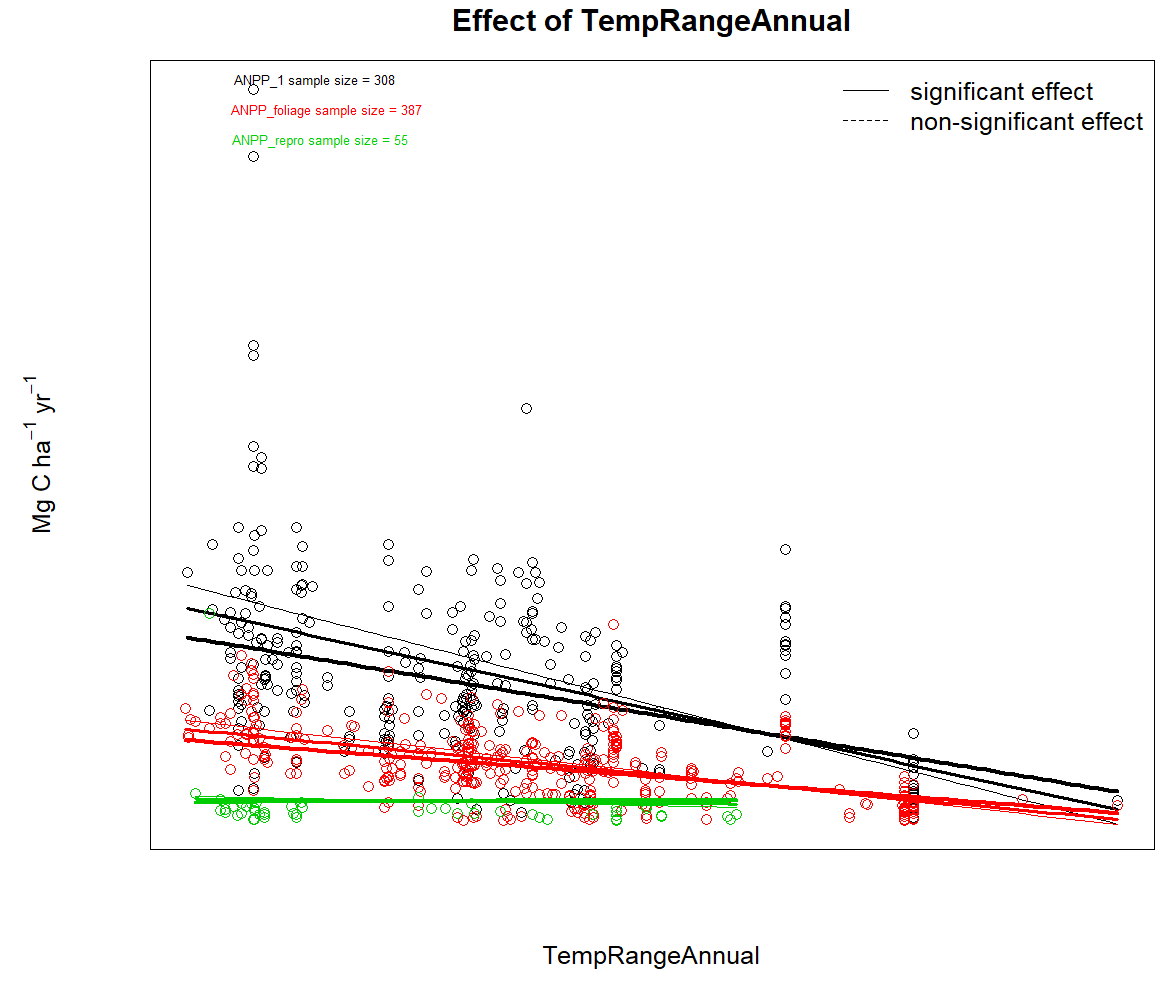 Effect of TempRangeAnnual
ANPP_1 sample size = 308
ANPP_foliage sample size = 387
ANPP_repro sample size = 55
significant effect
non-significant effect
Mg C ha⁻¹ yr⁻¹
TempRangeAnnual